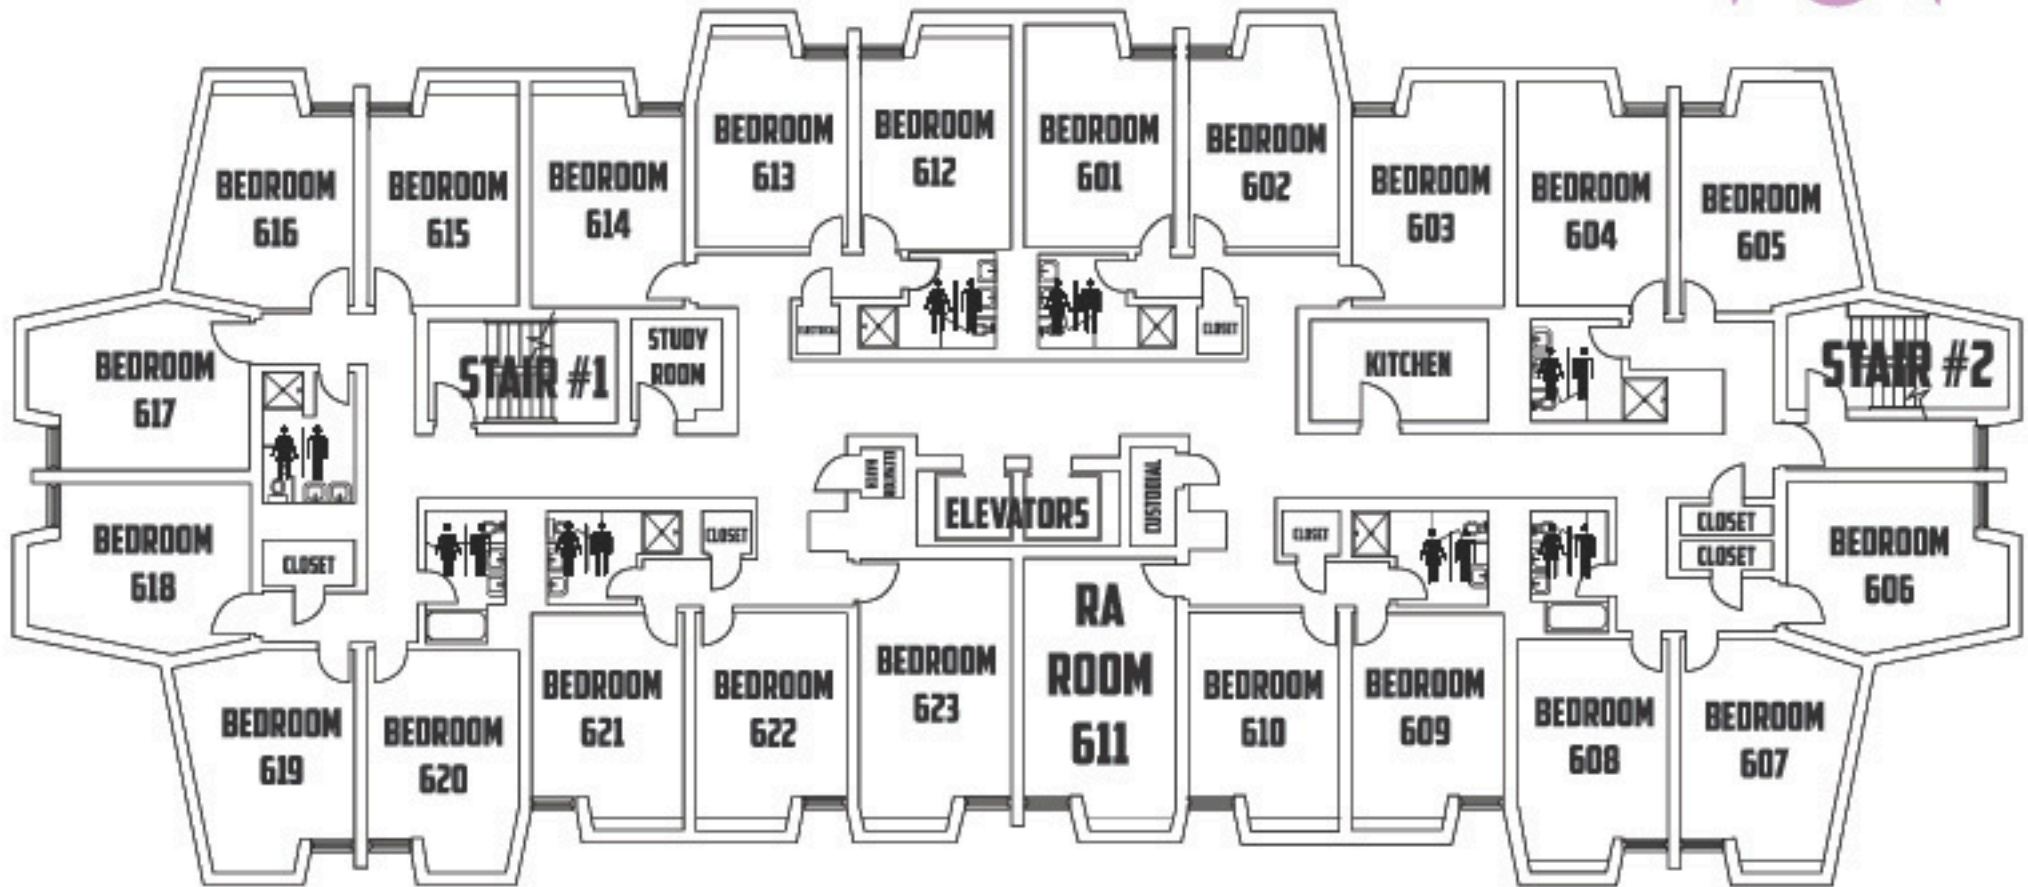 BEDROOM
613
BEDROOM
612
BEDROOM
601
BEDROOM
602
BEDROOM
616
BEDROOM
615
BEDROOM
614
BEDROOM
603
BEDROOM
604
BEDROOM
605
CLOSET
BEDROOM
617
STAIR #1
STUDY
ROOM
KITCHEN
STAIR #2
CUSTODIAL
ELEVATORS
BEDROOM
618
CLOSET
CLOSET
CLOSET
CLOSET
CLOSET
BEDROOM
606
RA
ROOM
611
BEDROOM
619
BEDROOM
620
BEDROOM
621
BEDROOM
622
BEDROOM
623
BEDROOM
610
BEDROOM
609
BEDROOM
608
BEDROOM
607